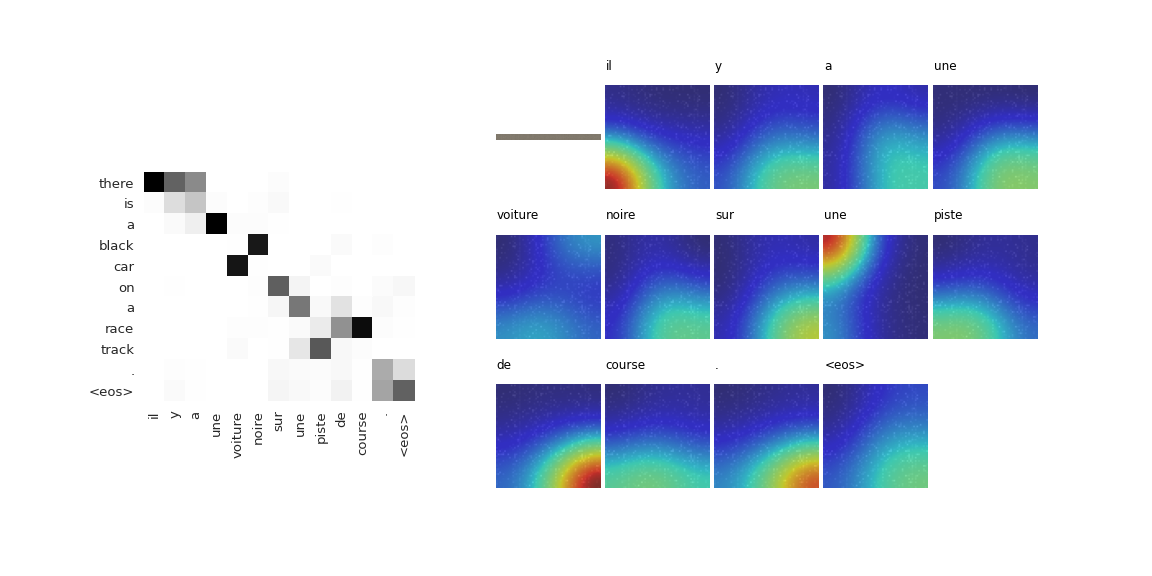 il y a une
voiture noire sur une piste
de course . <eos>
there
is
a
black
car
on
a
race
track
.
<eos>
il y a une voiture noire sur une piste de course . <eos>